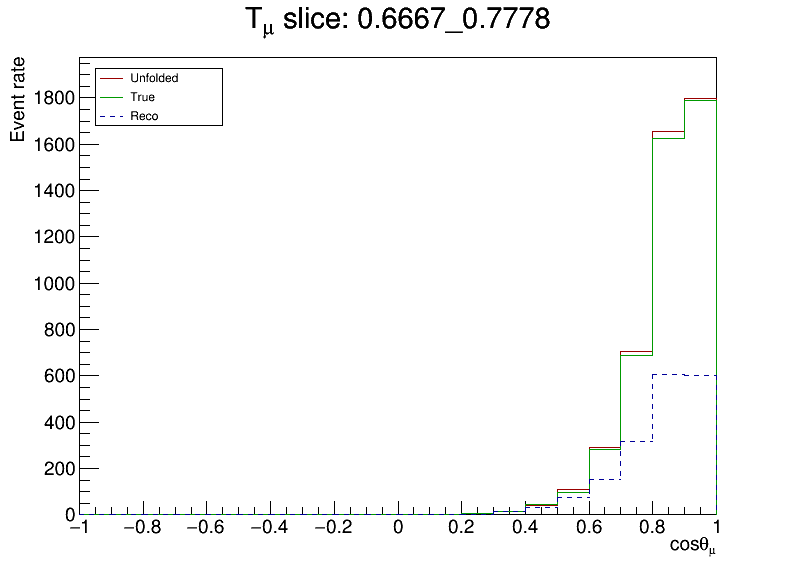 Tμ slice: 0.6667_0.7778
Event rate
Unfolded
True
Reco
1800
1600
1400
1200
1000
800
600
400
200
0
−1 −0.8 −0.6 −0.4 −0.2 0 0.2 0.4 0.6 0.8 1
cosθμ